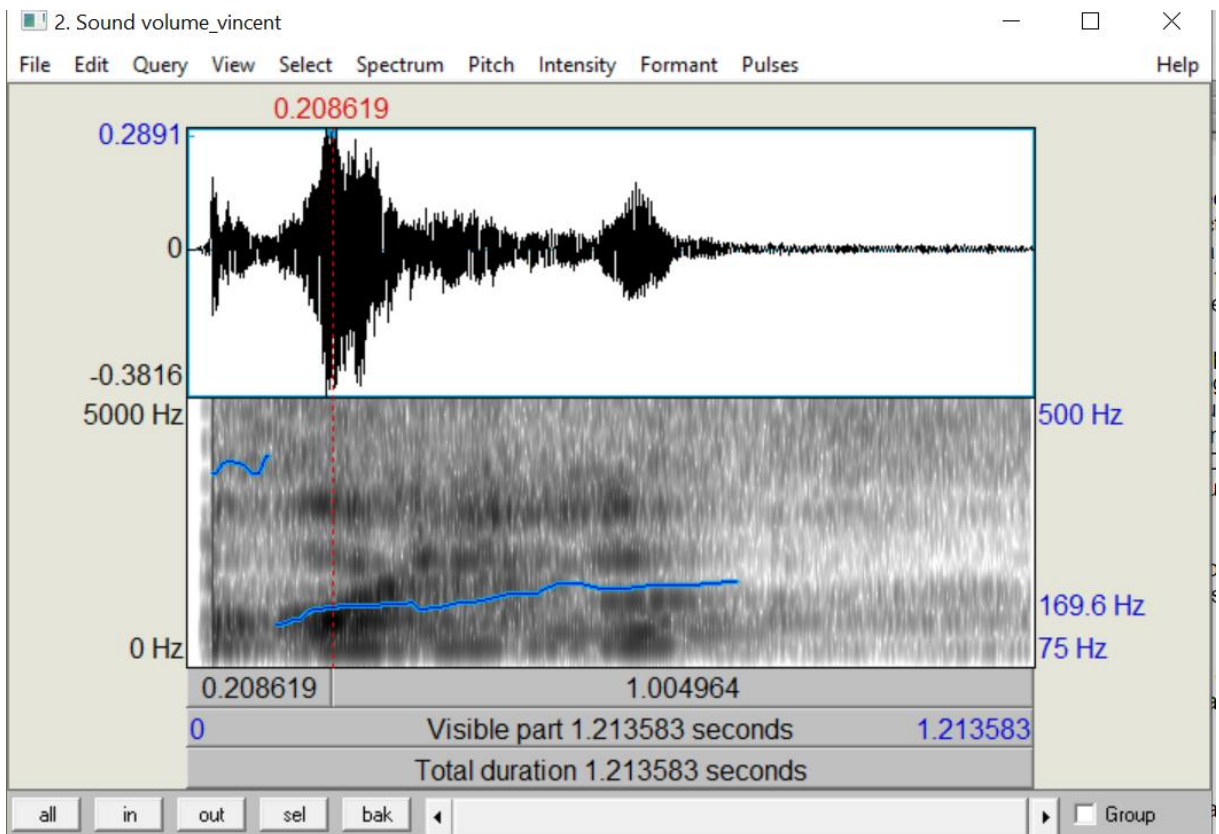 2. Sound volume_vincent
File Edit Query View Select Spectrum Pitch Intensity Formant Pulses Help
0.208619
0.2891
0
-0.3816
5000 Hz 500 Hz
169.6 Hz
0 Hz 75 Hz
0.208619 1.004964
0 Visible part 1.213583 seconds 1.213583
Total duration 1.213583 seconds
all in out sel bak Group